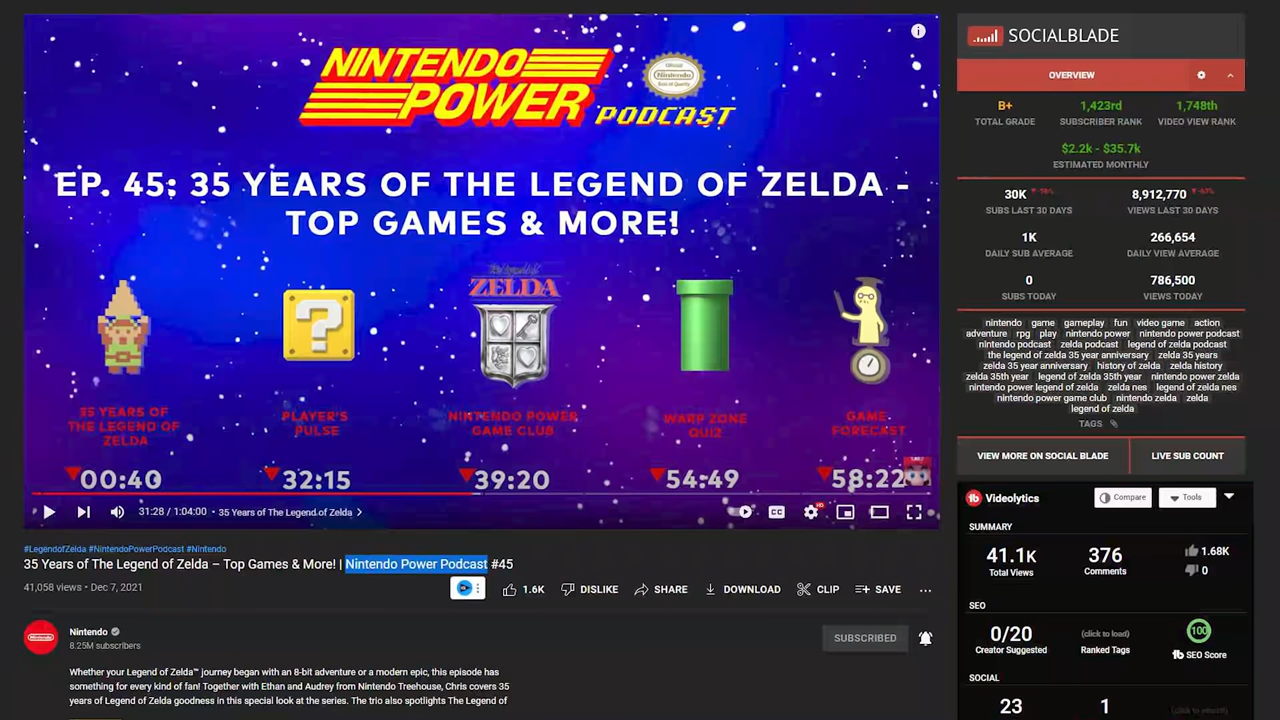 NINTENDO
POWER
PODCAST
Official
Nintendo
Seal of Quality
EP. 45: 35 YEARS OF THE LEGEND OF ZELDA -
TOP GAMES & MORE!
The Legend of
ZELDA
35 YEARS OF
THE LEGEND OF
ZELDA
PLAYER'S
PULSE
NINTENDO POWER
GAME CLUB
WARP ZONE
QUIZ
GAME
FORECAST
00:40
32:15
39:20
54:49
58:22
31:28 / 1:04:00 • 35 Years of The Legend of Zelda
CC
HD
#LegendofZelda #NintendoPowerPodcast #Nintendo
35 Years of The Legend of Zelda – Top Games & More! | Nintendo Power Podcast #45
41,058 views • Dec 7, 2021
1.6K DISLIKE SHARE DOWNLOAD CLIP SAVE
Nintendo
Nintendo
8.25M subscribers
SUBSCRIBED
Whether your Legend of Zelda™ journey began with an 8-bit adventure or a modern epic, this episode has
something for every kind of fan! Together with Ethan and Audrey from Nintendo Treehouse, Chris covers 35
years of Legend of Zelda goodness in this special look at the series. The trio also spotlights The Legend of
SOCIALBLADE
OVERVIEW
B+ 1,423rd 1,748th
TOTAL GRADE SUBSCRIBER RANK VIDEO VIEW RANK
$2.2k - $35.7k
ESTIMATED MONTHLY
30K 8,912,770
SUBS LAST 30 DAYS VIEWS LAST 30 DAYS
1K 266,654
DAILY SUB AVERAGE DAILY VIEW AVERAGE
0 786,500
SUBS TODAY VIEWS TODAY
nintendo game gameplay fun video game action
adventure rpg play nintendo power nintendo power podcast
nintendo podcast zelda podcast legend of zelda podcast
the legend of zelda 35 year anniversary zelda 35 years
zelda 35 year anniversary history of zelda zelda history
zelda 35th year legend of zelda 35th year nintendo power zelda
nintendo power legend of zelda zelda nes legend of zelda nes
nintendo power game club nintendo zelda zelda
legend of zelda
TAGS
VIEW MORE ON SOCIAL BLADE LIVE SUB COUNT
tb Videolytics Compare Tools
SUMMARY
41.1K 376 1.68K
Total Views Comments 0
SEO
0/20 (click to load) 100
Creator Suggested Ranked Tags tb SEO Score
SOCIAL
23 1